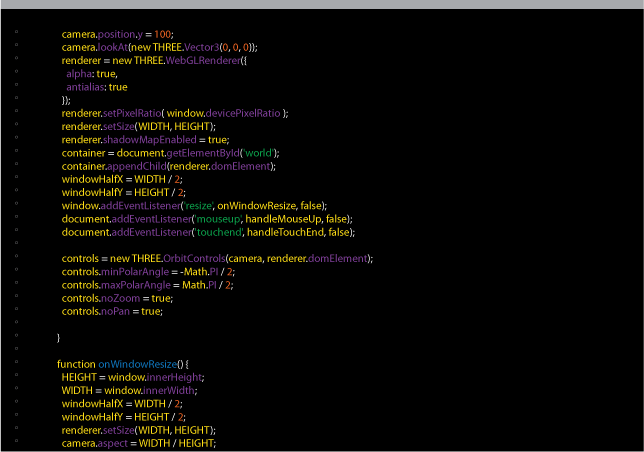 camera.position.y = 100;
camera.lookAt(new THREE.Vector3(0, 0, 0));
renderer = new THREE.WebGLRenderer({
alpha: true,
antialias: true
});
renderer.setPixelRatio( window.devicePixelRatio );
renderer.setSize(WIDTH, HEIGHT);
renderer.shadowMapEnabled = true;
container = document.getElementById('world');
container.appendChild(renderer.domElement);
windowHalfX = WIDTH / 2;
windowHalfY = HEIGHT / 2;
window.addEventListener('resize', onWindowResize, false);
document.addEventListener('mouseup', handleMouseUp, false);
document.addEventListener('touchend', handleTouchEnd, false);
controls = new THREE.OrbitControls(camera, renderer.domElement);
controls.minPolarAngle = -Math.PI / 2;
controls.maxPolarAngle = Math.PI / 2;
controls.noZoom = true;
controls.noPan = true;
}
function onWindowResize() {
HEIGHT = window.innerHeight;
WIDTH = window.innerWidth;
windowHalfX = WIDTH / 2;
windowHalfY = HEIGHT / 2;
renderer.setSize(WIDTH, HEIGHT);
camera.aspect = WIDTH / HEIGHT;